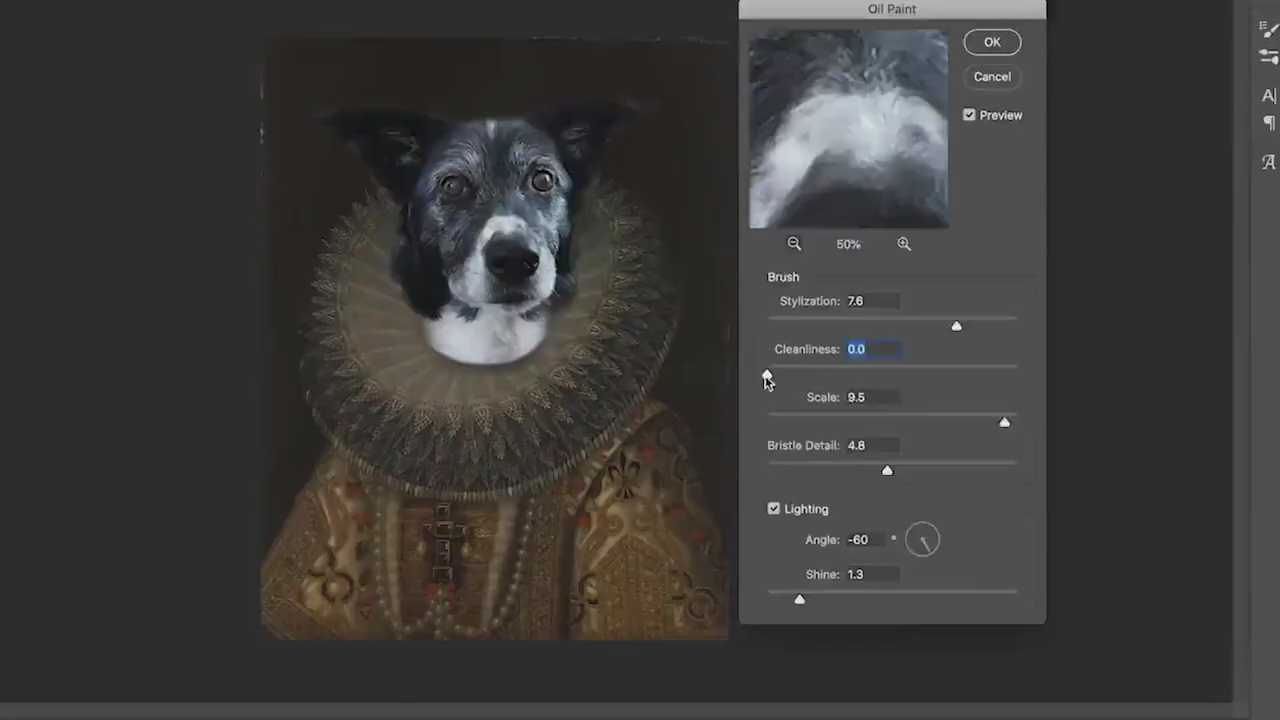 Oil Paint
OK
Cancel
Preview
50%
Brush
Stylization: 7.6
Cleanliness: 0.0
Scale: 9.5
Bristle Detail: 4.8
Lighting
Angle: -60 °
Shine: 1.3